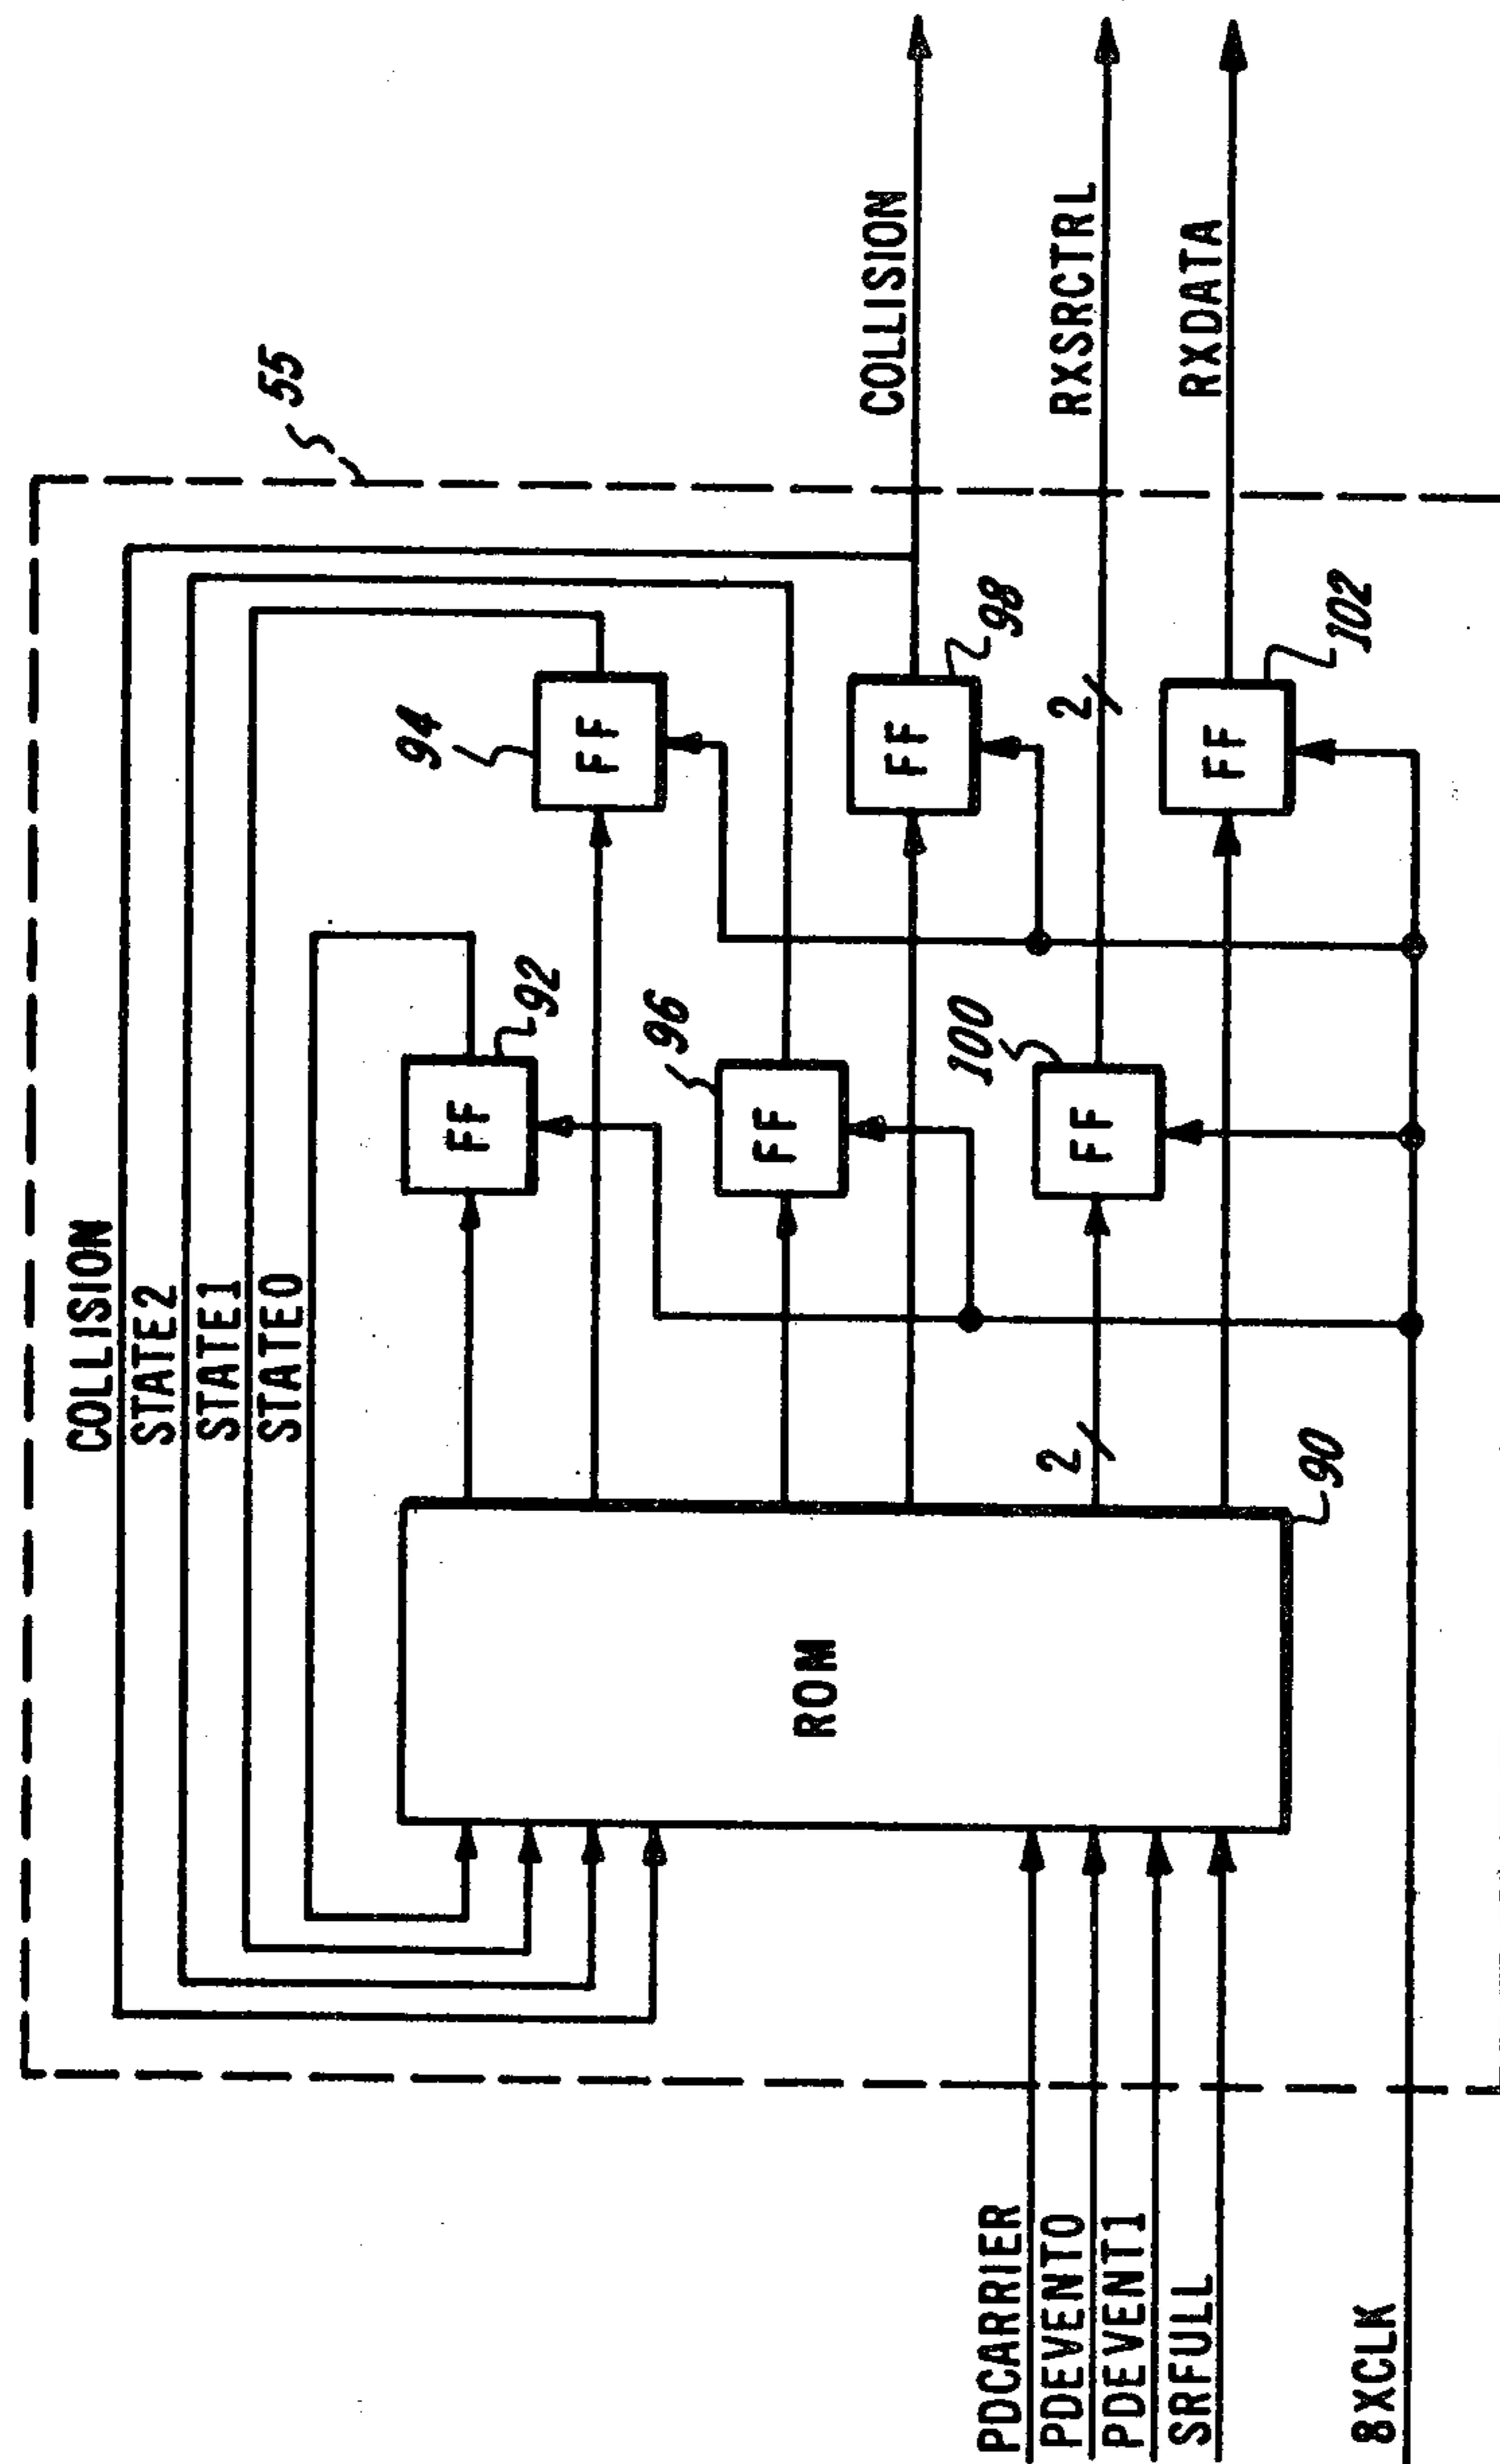 55
COLLISION
STATE2
STATE1
STATE0
94
FF
92
FF
96
FF
COLLISION
98
FF
100
FF
2
2
RXSRCTRL
102
FF
RXDATA
ROM
90
PDCARRIER
PDEVENT0
PDEVENT1
SRFULL
8XCLK